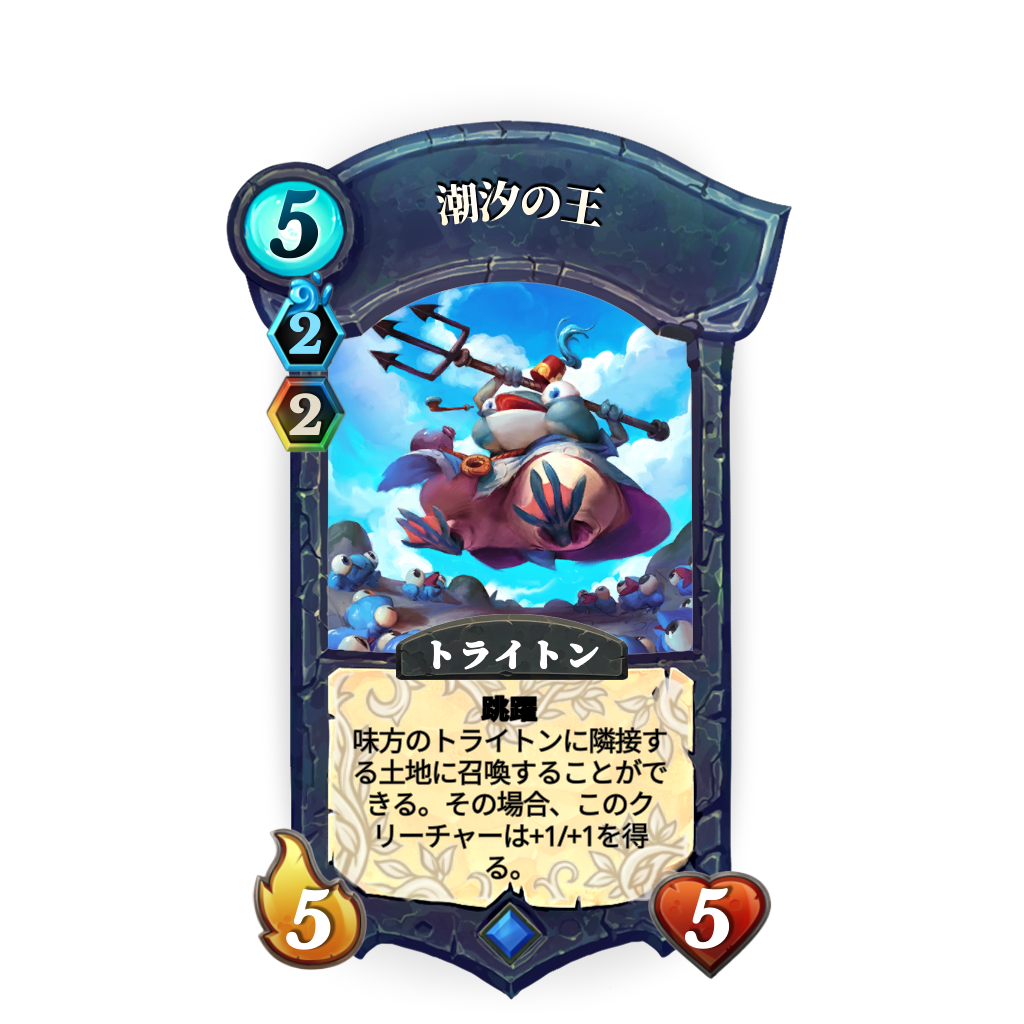 潮汐の王
5
2
2
トライトン
跳躍
味方のトライトンに隣接す
る土地に召喚することがで
きる。その場合、このク
リーチャーは+1/+1を得
る。
5
5